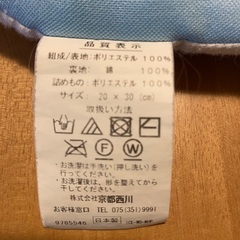 品質表示
組成/表地:ポリエステル 100%
裏地: 綿 100%
詰めもの:ポリエステル 100%
サイズ: 20 × 30(cm)
取扱い方法
P F W
・お洗濯は手洗い(押し洗い)を
行ってください。
・お洗濯後は、形を整えてから干
してください。
株式会社京都西川
お客様窓口 TEL 075(351)9991
日本製